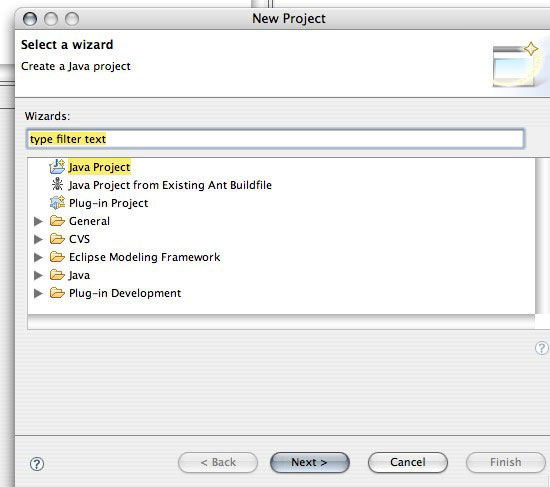 New Project
Select a wizard
Create a Java project
Wizards:
type filter text
Java Project
Java Project from Existing Ant Buildfile
Plug-in Project
General
CVS
Eclipse Modeling Framework
Java
Plug-in Development
?
? < Back Next > Cancel Finish